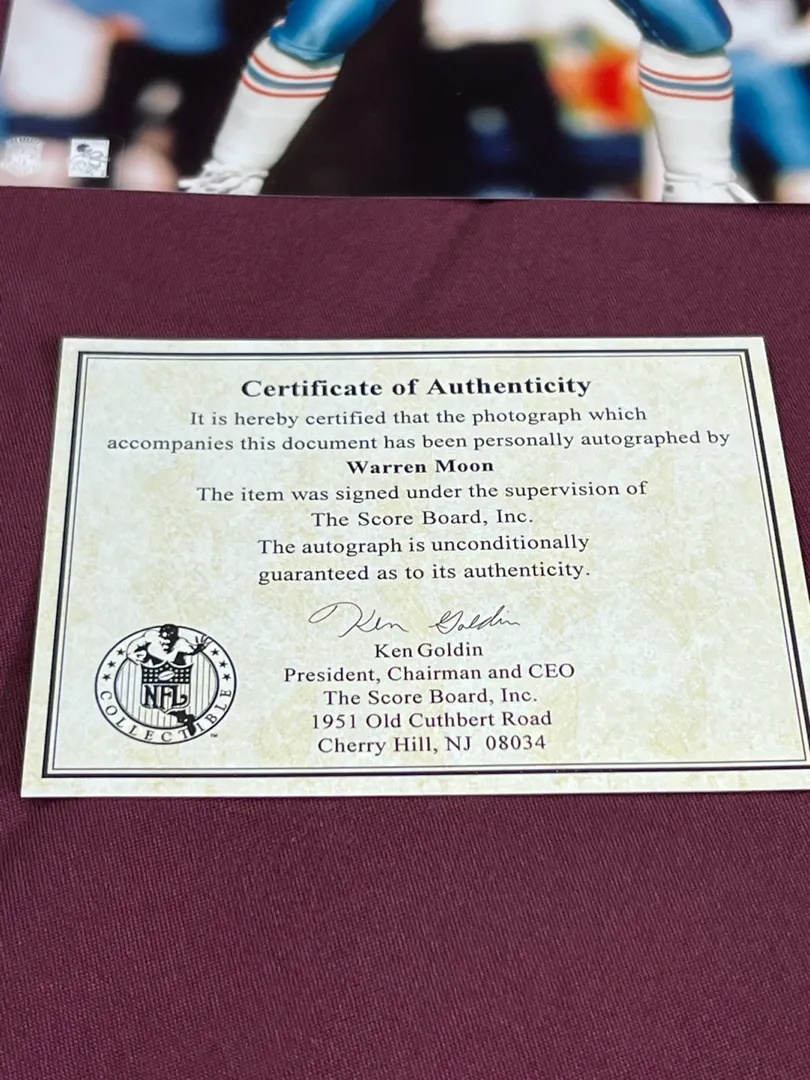 Certificate of Authenticity
It is hereby certified that the photograph which
accompanies this document has been personally autographed by
Warren Moon
The item was signed under the supervision of
The Score Board, Inc.
The autograph is unconditionally
guaranteed as to its authenticity.
Ken Goldin
Ken Goldin
President, Chairman and CEO
The Score Board, Inc.
1951 Old Cuthbert Road
Cherry Hill, NJ 08034
NFL
COLLECTIBLE
TM